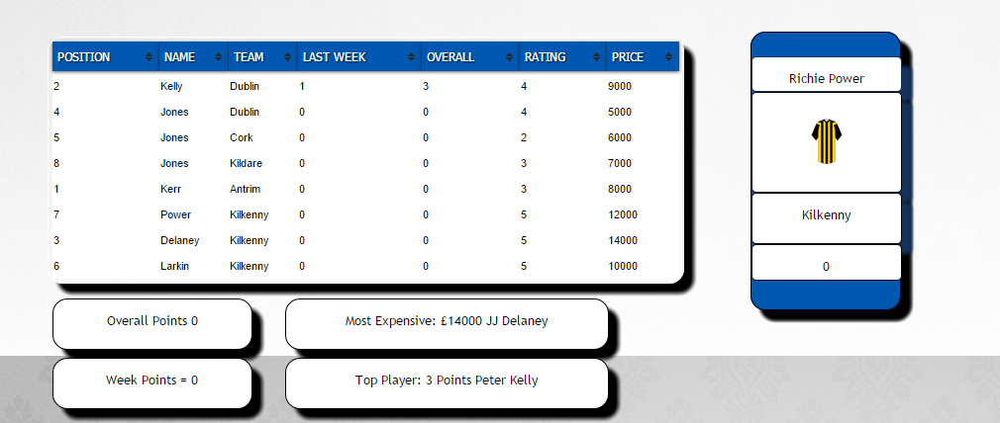 POSITION NAME TEAM LAST WEEK OVERALL RATING PRICE
2 Kelly Dublin 1 3 4 9000
4 Jones Dublin 0 0 4 5000
5 Jones Cork 0 0 2 6000
8 Jones Kildare 0 0 3 7000
1 Kerr Antrim 0 0 3 8000
7 Power Kilkenny 0 0 5 12000
3 Delaney Kilkenny 0 0 5 14000
6 Larkin Kilkenny 0 0 5 10000
Richie Power
Kilkenny
0
Overall Points 0
Most Expensive: £14000 JJ Delaney
Week Points = 0
Top Player: 3 Points Peter Kelly